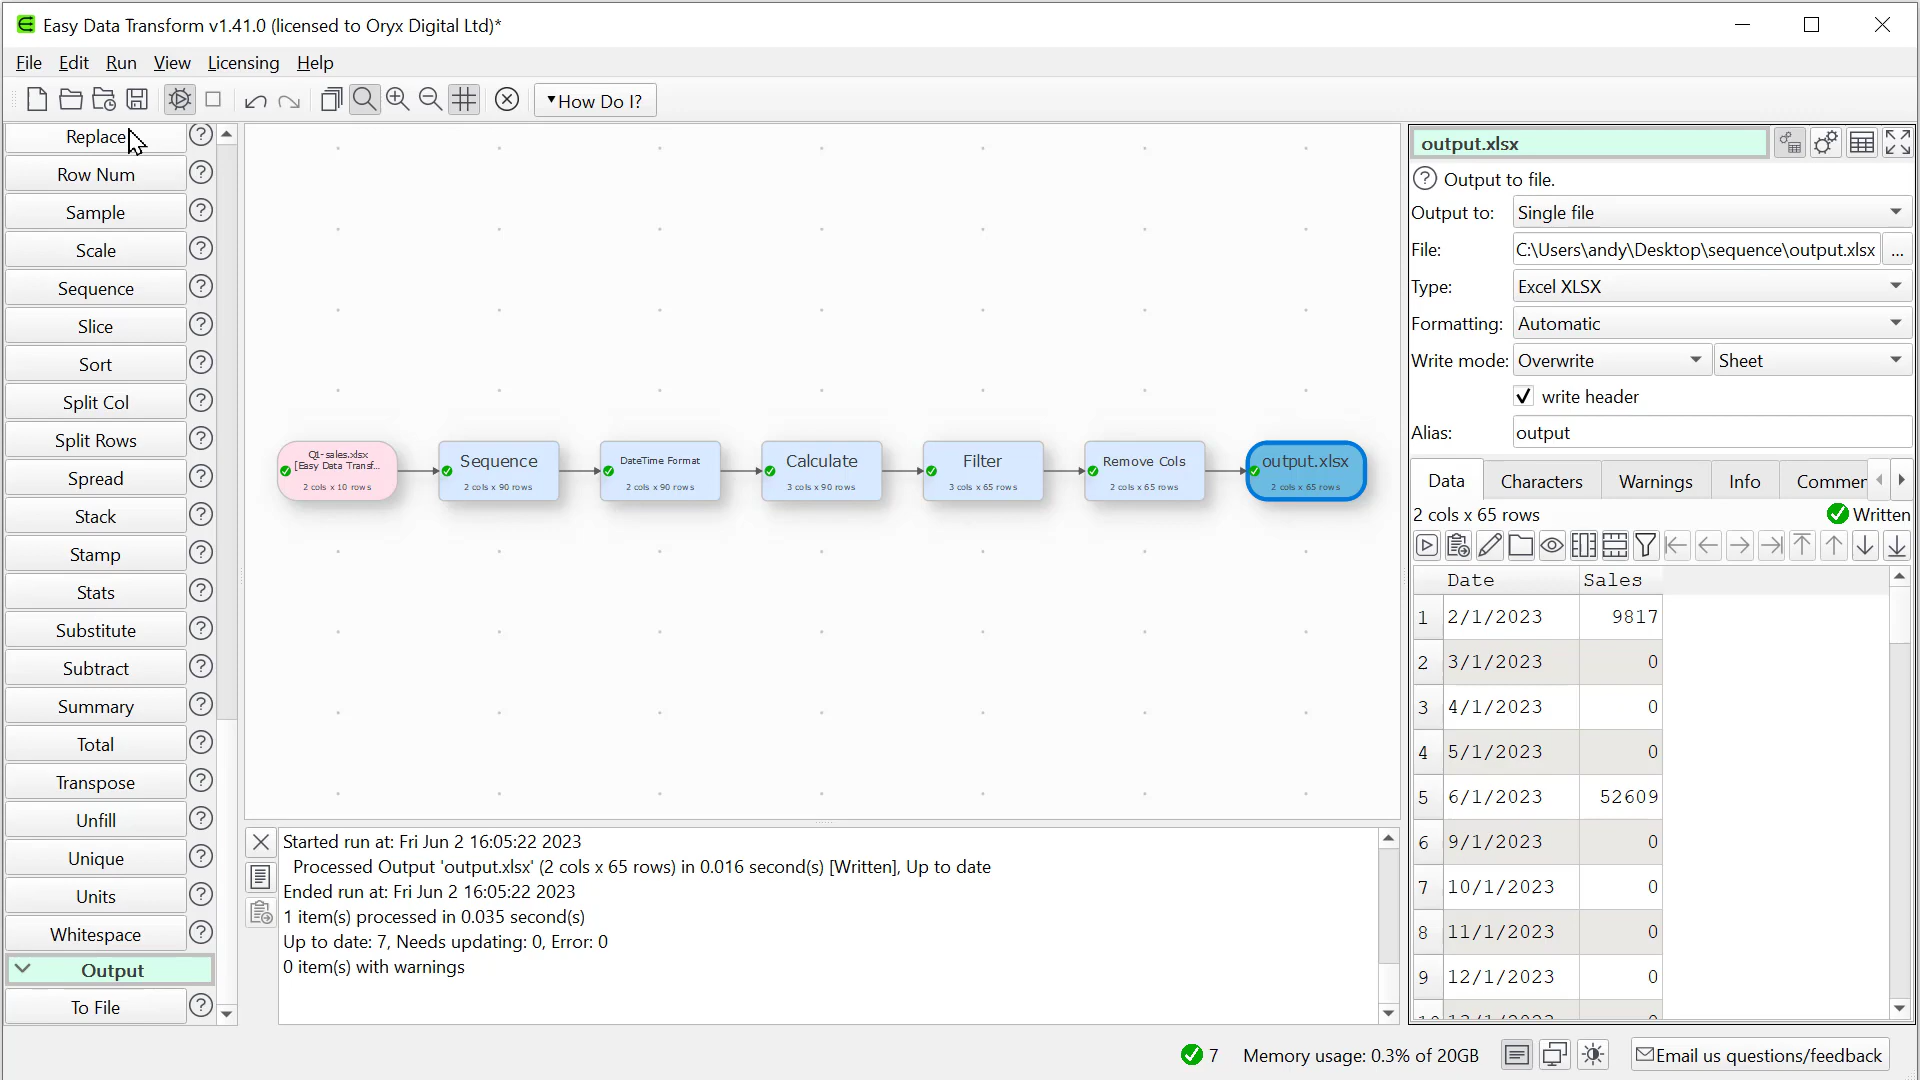 Easy Data Transform v1.41.0 (licensed to Oryx Digital Ltd)*
File Edit Run View Licensing Help
How Do I?
Replace
Row Num
Sample
Scale
Sequence
Slice
Sort
Split Col
Split Rows
Spread
Stack
Stamp
Stats
Substitute
Subtract
Summary
Total
Transpose
Unfill
Unique
Units
Whitespace
Output
To File
Q1-sales.xlsx
[Easy Data Transf...
2 cols x 10 rows
Sequence
2 cols x 90 rows
DateTime Format
2 cols x 90 rows
Calculate
3 cols x 90 rows
Filter
3 cols x 65 rows
Remove Cols
2 cols x 65 rows
output.xlsx
2 cols x 65 rows
Started run at: Fri Jun 2 16:05:22 2023
Processed Output 'output.xlsx' (2 cols x 65 rows) in 0.016 second(s) [Written], Up to date
Ended run at: Fri Jun 2 16:05:22 2023
1 item(s) processed in 0.035 second(s)
Up to date: 7, Needs updating: 0, Error: 0
0 item(s) with warnings
output.xlsx
Output to file.
Output to: Single file
File: C:\Users\andy\Desktop\sequence\output.xlsx ...
Type: Excel XLSX
Formatting: Automatic
Write mode: Overwrite Sheet
write header
Alias: output
Data Characters Warnings Info Commer
2 cols x 65 rows Written
Date Sales
1 2/1/2023 9817
2 3/1/2023 0
3 4/1/2023 0
4 5/1/2023 0
5 6/1/2023 52609
6 9/1/2023 0
7 10/1/2023 0
8 11/1/2023 0
9 12/1/2023 0
7 Memory usage: 0.3% of 20GB Email us questions/feedback